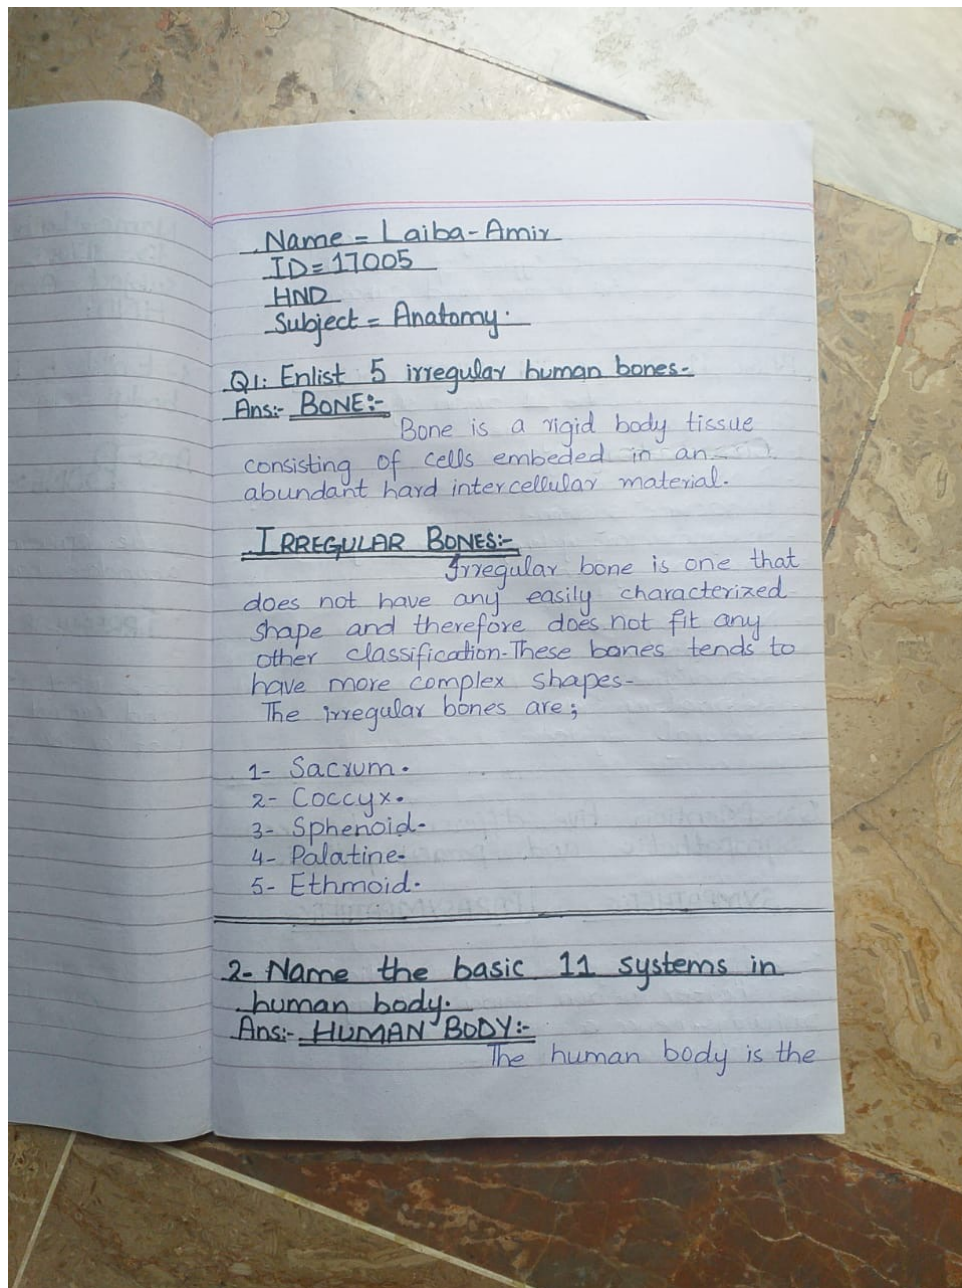 Name = Laiba-Amir
ID = 17005
HND
Subject = Anatomy.
Q1: Enlist 5 irregular human bones-
Ans:- BONE:-
Bone is a rigid body tissue
consisting of cells embeded in an
abundant hard intercellular material.
IRREGULAR BONES:-
Irregular bone is one that
does not have any easily characterized
shape and therefore does not fit any
other classification-These bones tends to
have more complex shapes-
The irregular bones are;
1- Sacrum.
2- Coccyx.
3- Sphenoid-
4- Palatine-
5- Ethmoid.
2- Name the basic 11 systems in
human body.
Ans:- HUMAN BODY:-
The human body is the